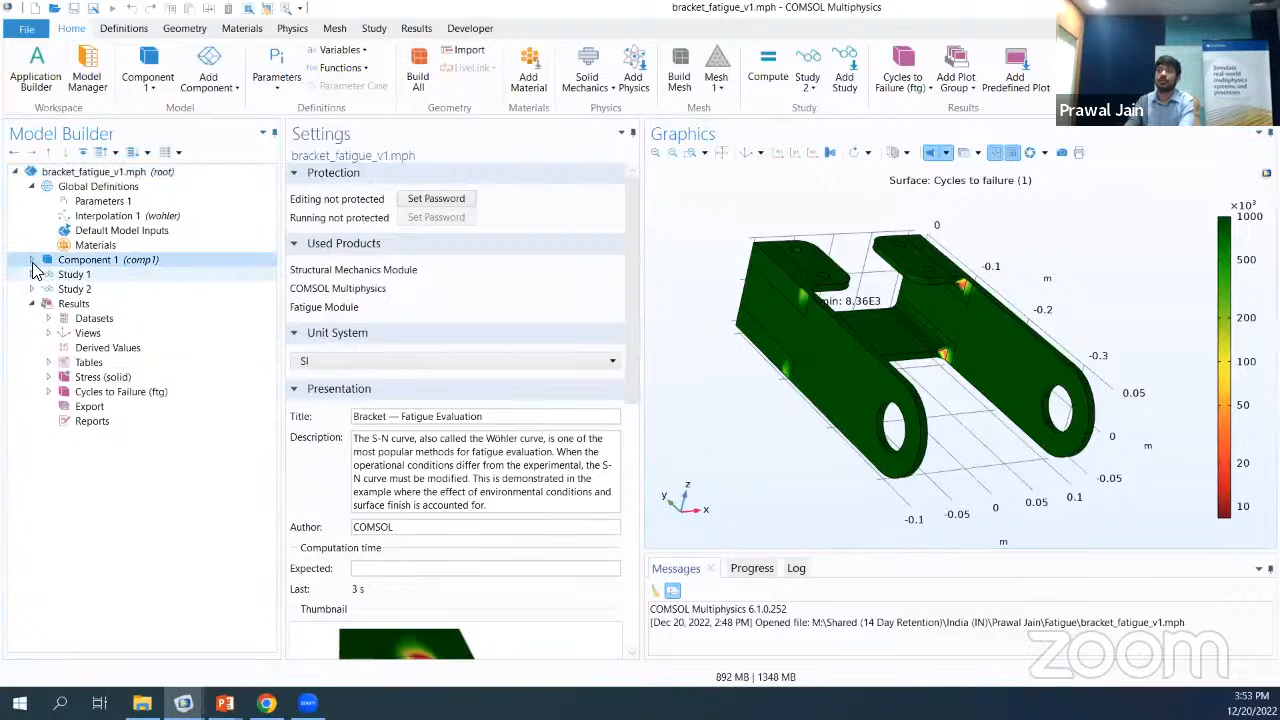 bracket_fatigue_v1.mph - COMSOL Multiphysics
File Home Definitions Geometry Materials Physics Mesh Study Results Developer
Application Builder
Model Manager
Workspace
Component 1
Add Component
Model
Parameters
Variables
Functions
Parameter Case
Definitions
Build All
Import
LiveLink
Geometry
Add Materials
Materials
Solid Mechanics
Add Physics
Physics
Build Mesh
Mesh 1
Mesh
Compute
Study 2
Add Study
Study
Cycles to Failure (ftg)
Add Plot Group
Add Predefined Plot
Results
Prawal Jain
Simulate real-world multiphysics systems and processes
Model Builder
bracket_fatigue_v1.mph (root)
Global Definitions
Parameters 1
Interpolation 1 (wohler)
Default Model Inputs
Materials
Component 1 (comp1)
Study 1
Study 2
Results
Datasets
Views
Derived Values
Tables
Stress (solid)
Cycles to Failure (ftg)
Export
Reports
Settings
bracket_fatigue_v1.mph
Protection
Editing not protected Set Password
Running not protected Set Password
Used Products
Structural Mechanics Module
COMSOL Multiphysics
Fatigue Module
Unit System
SI
Presentation
Title: Bracket — Fatigue Evaluation
Description: The S-N curve, also called the Wöhler curve, is one of the
most popular methods for fatigue evaluation. When the
operational conditions differ from the experimental, the S-
N curve must be modified. This is demonstrated in the
example where the effect of environmental conditions and
surface finish is accounted for.
Author: COMSOL
Computation time
Expected:
Last: 3 s
Thumbnail
Graphics
Surface: Cycles to failure (1)
×10³
1000
500
200
100
50
20
10
0
-0.1
m
-0.2
-0.3
0.05
0
m
-0.05
0.1
0.05
0
-0.05
-0.1
m
min: 8.36E3
z
y
x
Messages Progress Log
COMSOL Multiphysics 6.1.0.252
[Dec 20, 2022, 2:48 PM] Opened file: M:\Shared (14 Day Retention)\India (IN)\Prawal Jain\Fatigue\bracket_fatigue_v1.mph
zoom
892 MB | 1348 MB
zoom
3:53 PM
12/20/2022